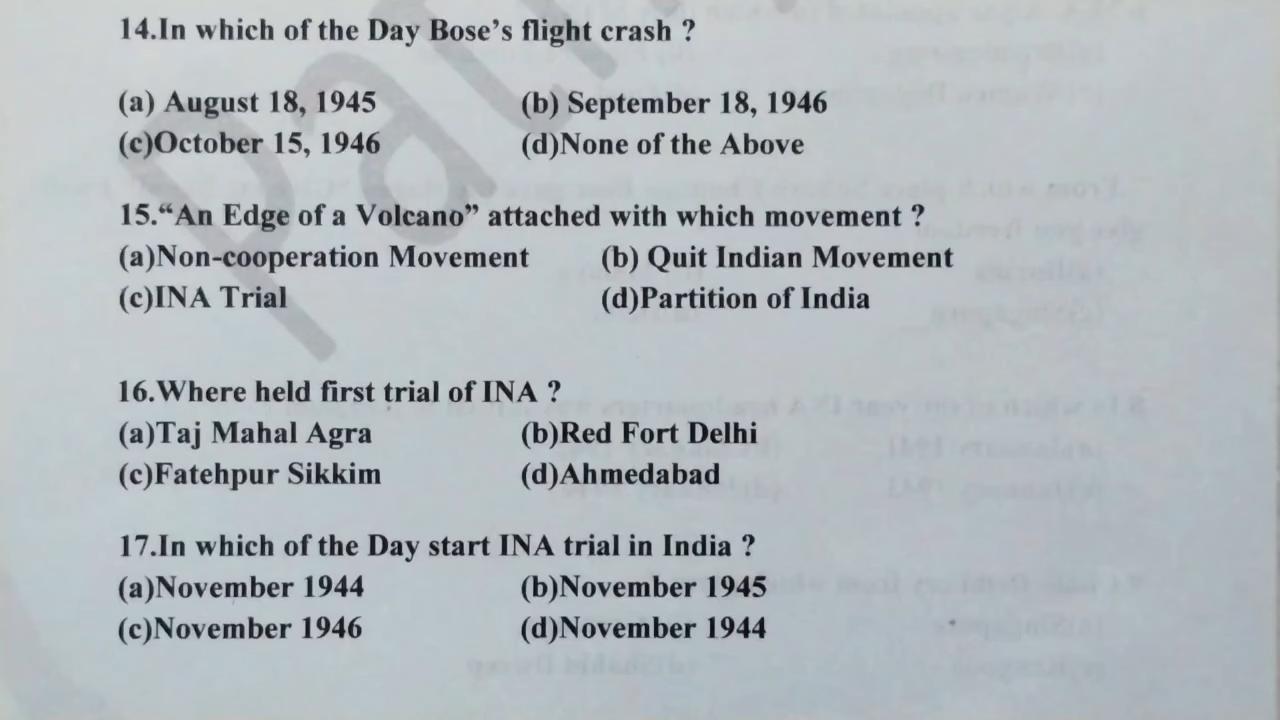 14.In which of the Day Bose's flight crash ?
(a) August 18, 1945 (b) September 18, 1946
(c)October 15, 1946 (d)None of the Above
15.“An Edge of a Volcano” attached with which movement ?
(a)Non-cooperation Movement (b) Quit Indian Movement
(c)INA Trial (d)Partition of India
16.Where held first trial of INA ?
(a)Taj Mahal Agra (b)Red Fort Delhi
(c)Fatehpur Sikkim (d)Ahmedabad
17.In which of the Day start INA trial in India ?
(a)November 1944 (b)November 1945
(c)November 1946 (d)November 1944